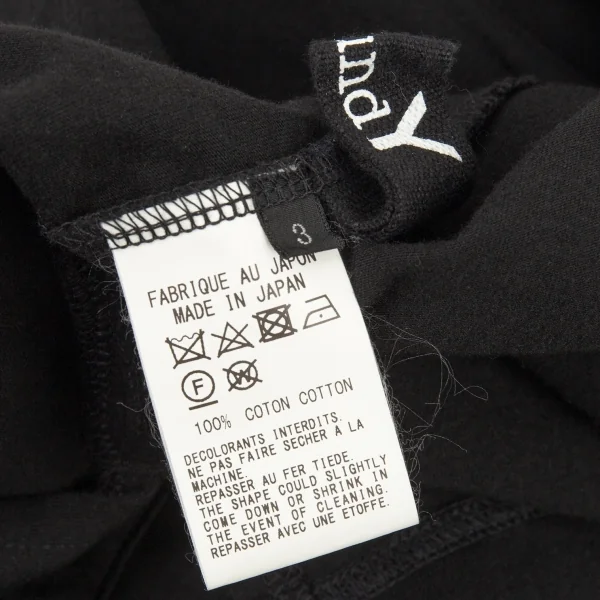 undY
3
FABRIQUE AU JAPON
MADE IN JAPAN
F
W
100% COTON COTTON
DECOLORANTS INTERDITS.
NE PAS FAIRE SECHER À LA
MACHINE.
REPASSER AU FER TIEDE.
THE SHAPE COULD SLIGHTLY
COME DOWN OR SHRINK IN
THE EVENT OF CLEANING.
REPASSER AVEC UNE ETOFFE.